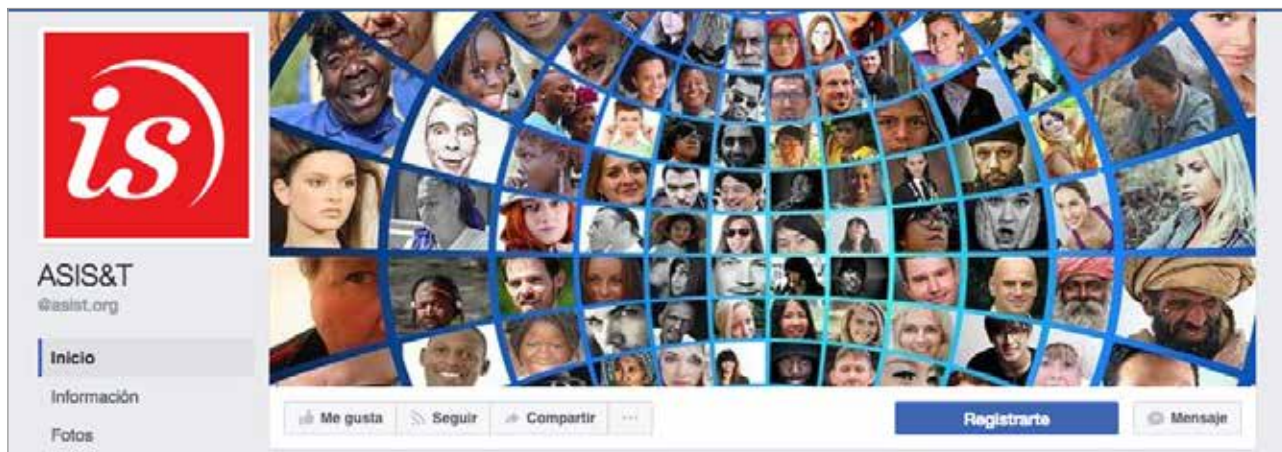 is
ASIS&T
@asist.org
Inicio
Información
Fotos
Me gusta
Seguir
Compartir
...
Registrarte
Mensaje